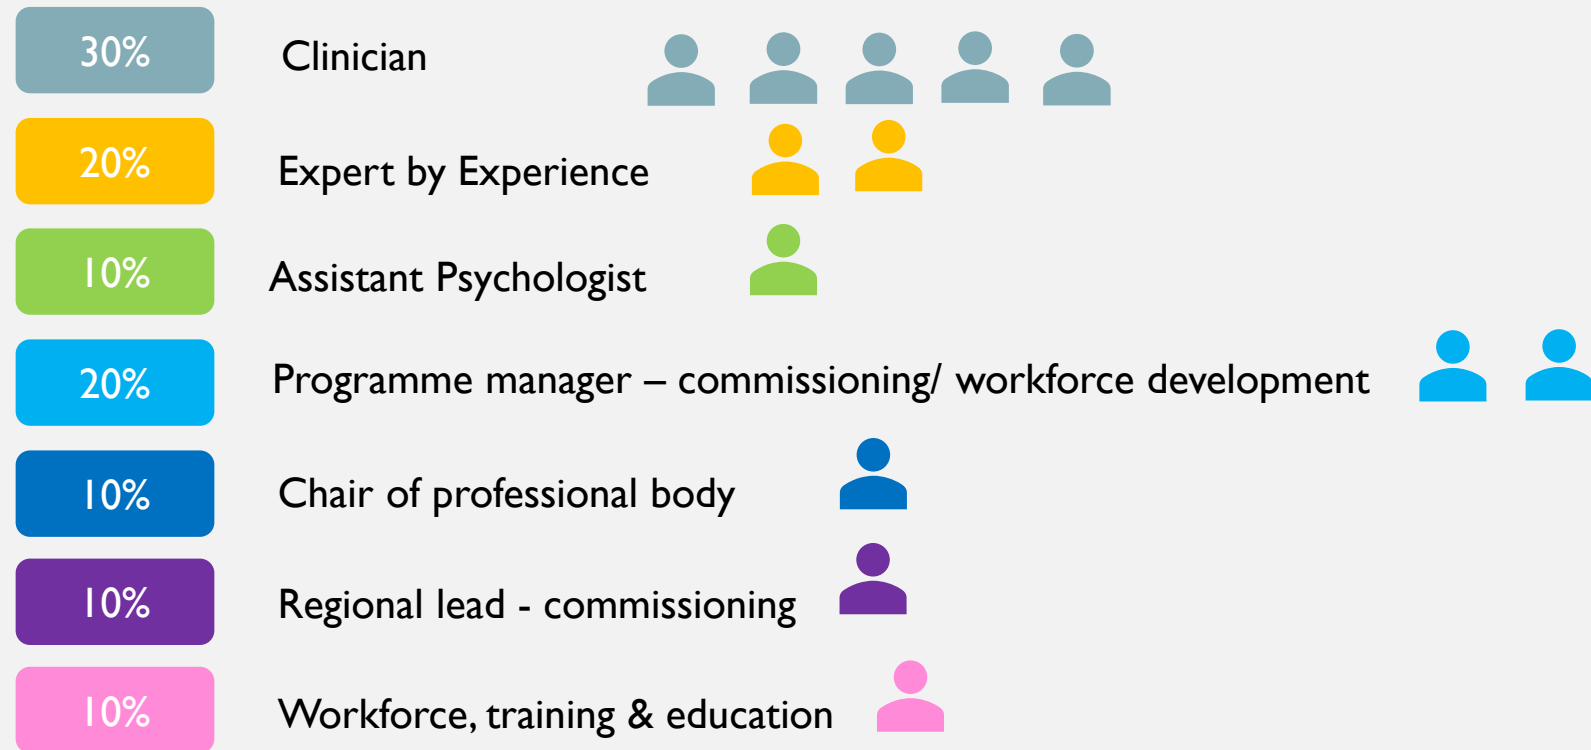 30% Clinician
20% Expert by Experience
10% Assistant Psychologist
20% Programme manager – commissioning/ workforce development
10% Chair of professional body
10% Regional lead - commissioning
10% Workforce, training & education